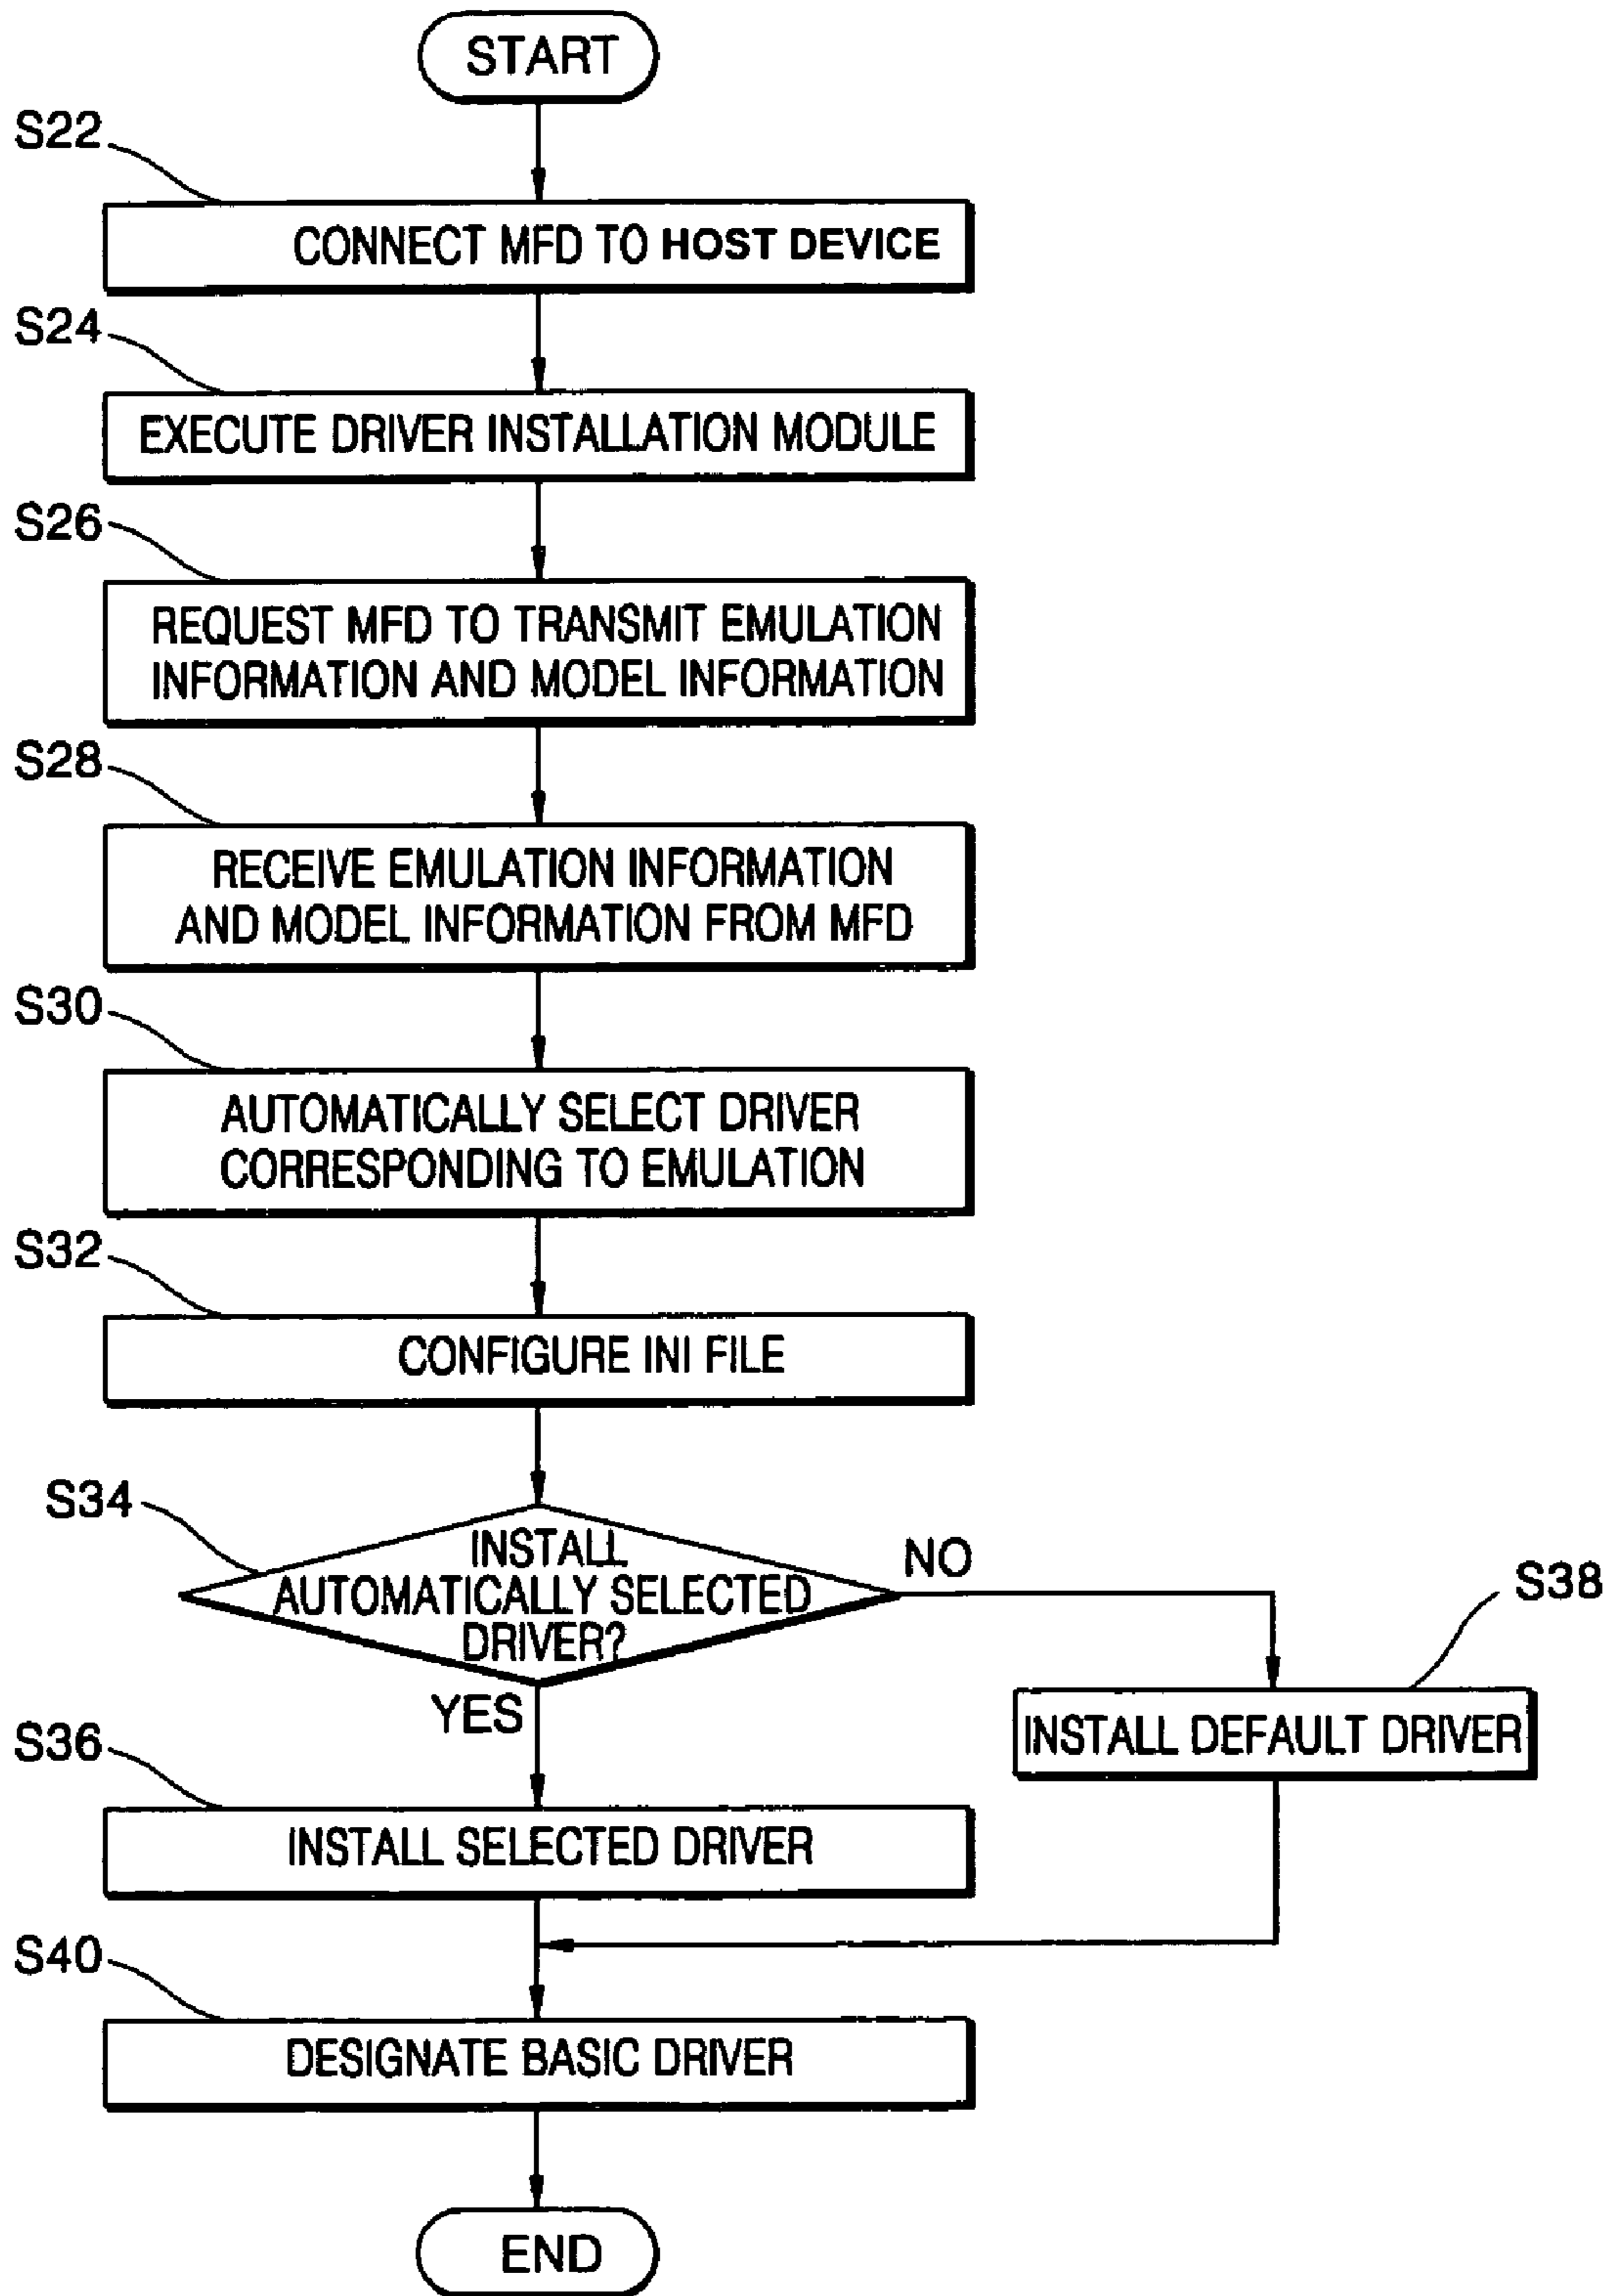 START
S22
CONNECT MFD TO HOST DEVICE
S24
EXECUTE DRIVER INSTALLATION MODULE
S26
REQUEST MFD TO TRANSMIT EMULATION
INFORMATION AND MODEL INFORMATION
S28
RECEIVE EMULATION INFORMATION
AND MODEL INFORMATION FROM MFD
S30
AUTOMATICALLY SELECT DRIVER
CORRESPONDING TO EMULATION
S32
CONFIGURE INI FILE
S34
INSTALL
AUTOMATICALLY SELECTED
DRIVER?
NO
S38
INSTALL DEFAULT DRIVER
YES
S36
INSTALL SELECTED DRIVER
S40
DESIGNATE BASIC DRIVER
END